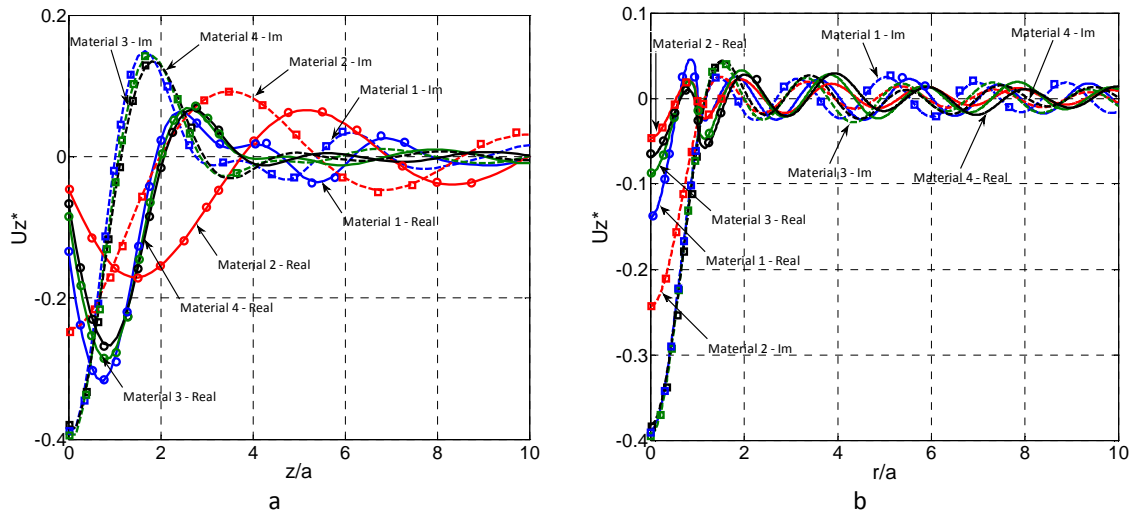 0.2
Material 3 - Im
Material 4 - Im
Material 2 - Im
Material 1 - Im
0
Uz*
Material 1 - Real
Material 2 - Real
-0.2
Material 4 - Real
Material 3 - Real
-0.4
0 2 4 6 8 10
z/a
a
0.1
Material 2 - Real
Material 1 - Im
Material 4 - Im
0
Material 3 - Im
Material 4 - Real
-0.1
Material 3 - Real
Uz*
Material 1 - Real
-0.2
Material 2 - Im
-0.3
-0.4
0 2 4 6 8 10
r/a
b